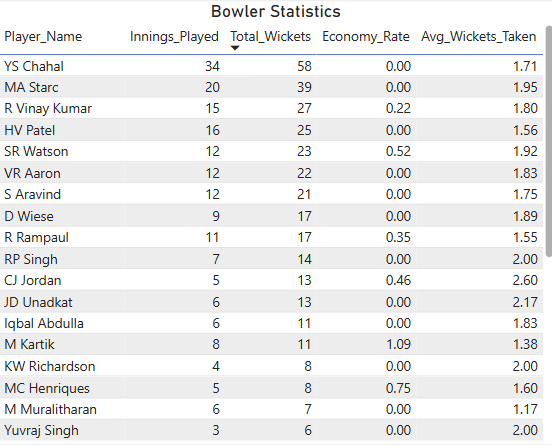 Bowler Statistics
Player_Name Innings_Played Total_Wickets Economy_Rate Avg_Wickets_Taken
YS Chahal 34 58 0.00 1.71
MA Starc 20 39 0.00 1.95
R Vinay Kumar 15 27 0.22 1.80
HV Patel 16 25 0.00 1.56
SR Watson 12 23 0.52 1.92
VR Aaron 12 22 0.00 1.83
S Aravind 12 21 0.00 1.75
D Wiese 9 17 0.00 1.89
R Rampaul 11 17 0.35 1.55
RP Singh 7 14 0.00 2.00
CJ Jordan 5 13 0.46 2.60
JD Unadkat 6 13 0.00 2.17
Iqbal Abdulla 6 11 0.00 1.83
M Kartik 8 11 1.09 1.38
KW Richardson 4 8 0.00 2.00
MC Henriques 5 8 0.75 1.60
M Muralitharan 6 7 0.00 1.17
Yuvraj Singh 3 6 0.00 2.00